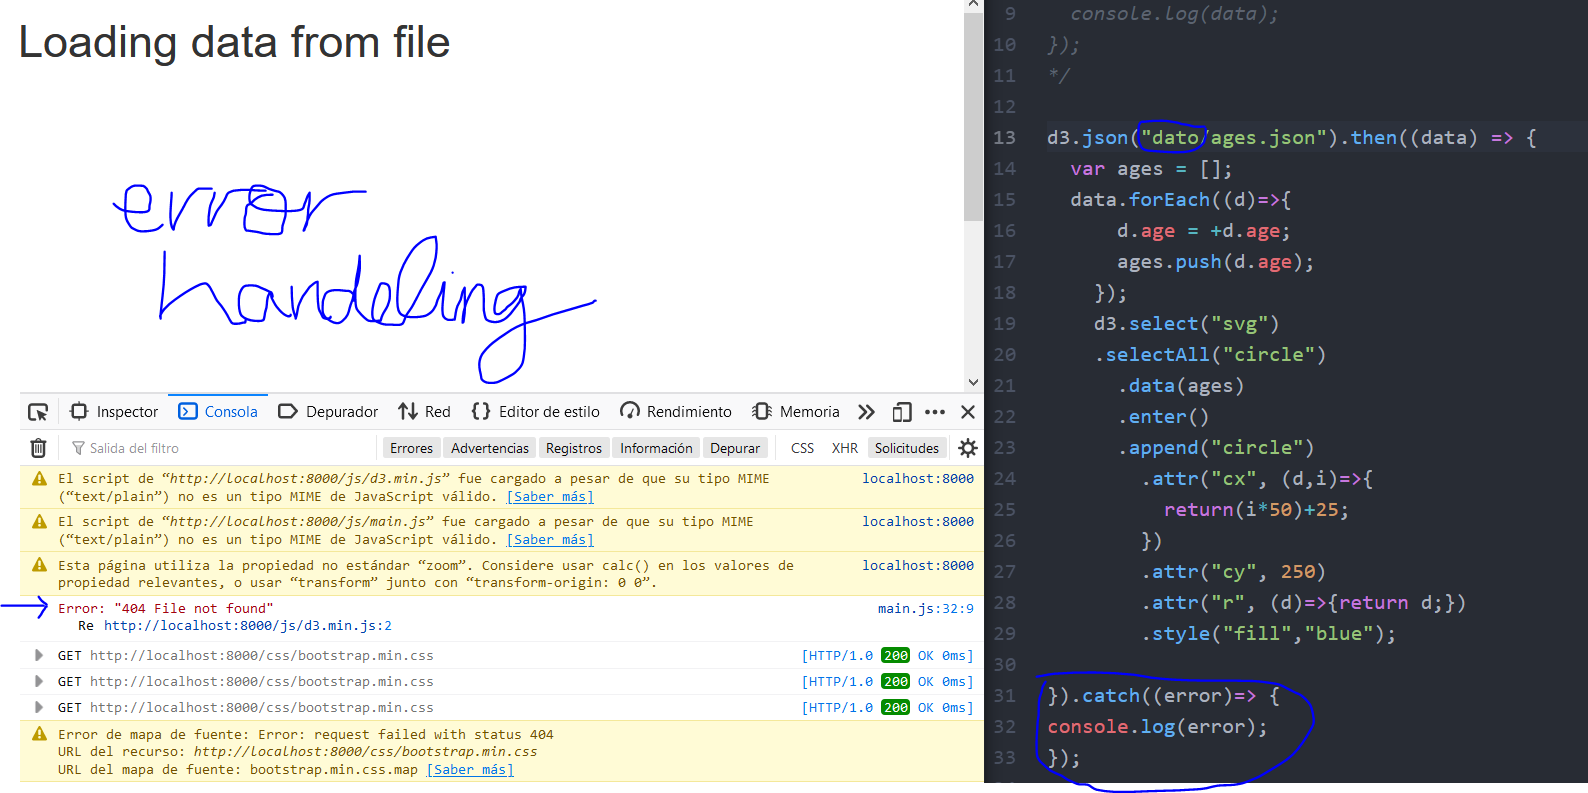 Loading data from file
error
handeling
Inspector Consola Depurador Red Editor de estilo Rendimiento Memoria
Salida del filtro Errores Advertencias Registros Información Depurar CSS XHR Solicitudes
El script de “http://localhost:8000/js/d3.min.js” fue cargado a pesar de que su tipo MIME localhost:8000
(“text/plain”) no es un tipo MIME de JavaScript válido. [Saber más]
El script de “http://localhost:8000/js/main.js” fue cargado a pesar de que su tipo MIME localhost:8000
(“text/plain”) no es un tipo MIME de JavaScript válido. [Saber más]
Esta página utiliza la propiedad no estándar “zoom”. Considere usar calc() en los valores de localhost:8000
propiedad relevantes, o usar “transform” junto con “transform-origin: 0 0”.
Error: "404 File not found" main.js:32:9
Re http://localhost:8000/js/d3.min.js:2
GET http://localhost:8000/css/bootstrap.min.css [HTTP/1.0 200 OK 0ms]
GET http://localhost:8000/css/bootstrap.min.css [HTTP/1.0 200 OK 0ms]
GET http://localhost:8000/css/bootstrap.min.css [HTTP/1.0 200 OK 0ms]
Error de mapa de fuente: Error: request failed with status 404
URL del recurso: http://localhost:8000/css/bootstrap.min.css
URL del mapa de fuente: bootstrap.min.css.map [Saber más]
9 console.log(data);
10 });
11 */
12
13 d3.json("dato/ages.json").then((data) => {
14 var ages = [];
15 data.forEach((d)=>{
16 d.age = +d.age;
17 ages.push(d.age);
18 });
19 d3.select("svg")
20 .selectAll("circle")
21 .data(ages)
22 .enter()
23 .append("circle")
24 .attr("cx", (d,i)=>{
25 return(i*50)+25;
26 })
27 .attr("cy", 250)
28 .attr("r", (d)=>{return d;})
29 .style("fill","blue");
30
31 }).catch((error)=> {
32 console.log(error);
33 });